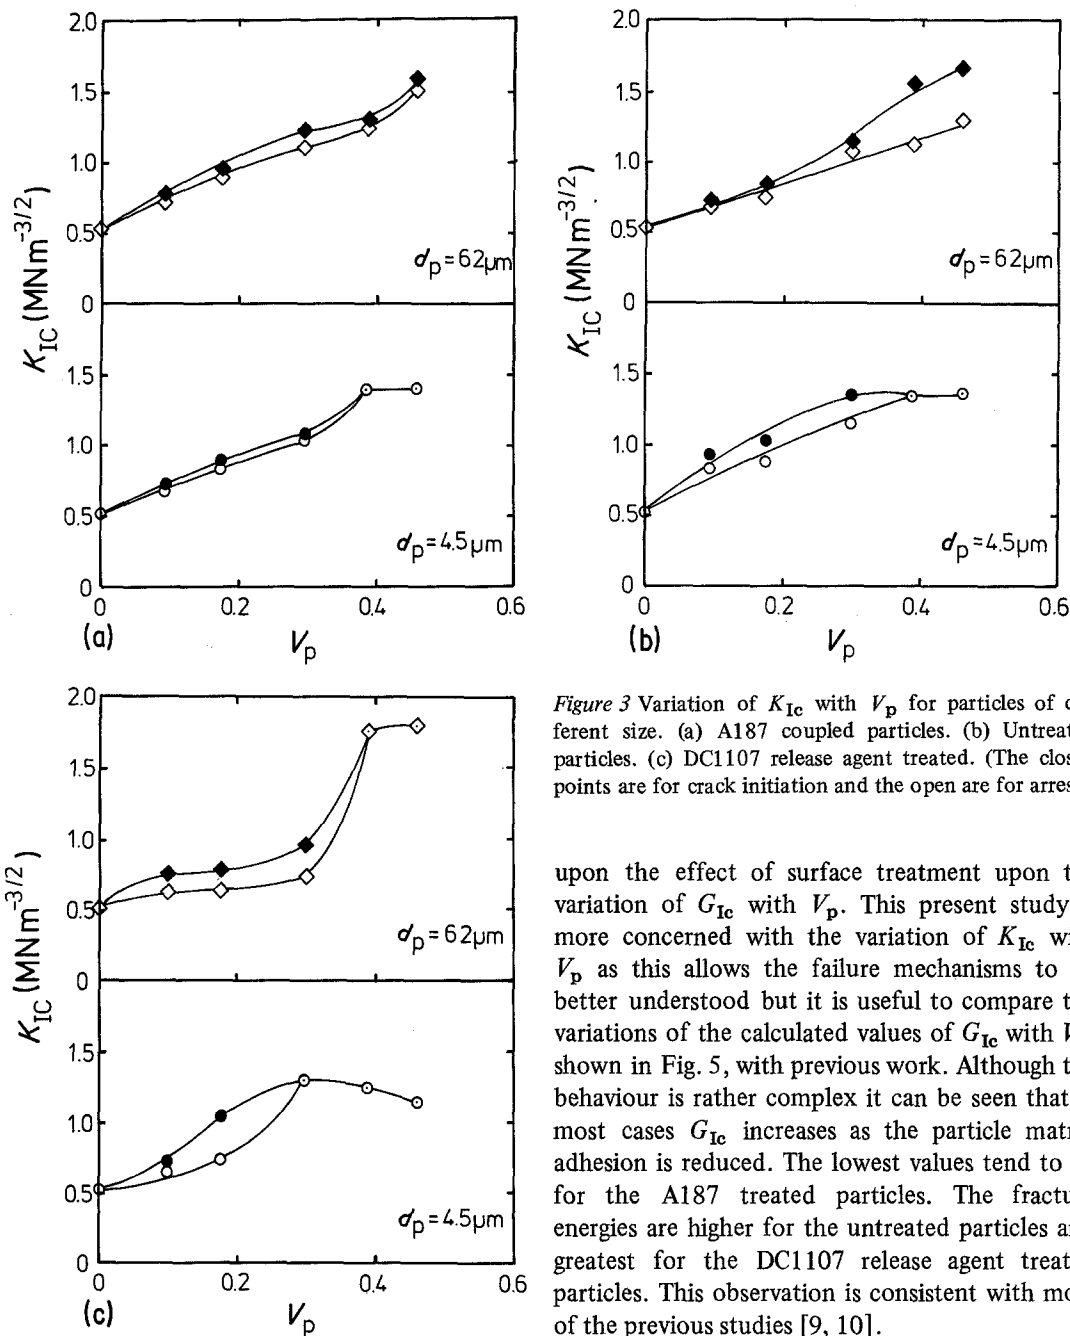 2.0
1.5
1.0
0.5
0
K_IC (MNm^-3/2)
d_p = 62μm
1.5
1.0
0.5
0
d_p = 4.5μm
0 0.2 0.4 0.6
(a) V_p
2.0
1.5
1.0
0.5
0
K_IC (MNm^-3/2)
d_p = 62μm
1.5
1.0
0.5
0
d_p = 4.5μm
0 0.2 0.4 0.6
(b) V_p
2.0
1.5
1.0
0.5
0
K_IC (MNm^-3/2)
d_p = 62μm
1.5
1.0
0.5
0
d_p = 4.5μm
0 0.2 0.4 0.6
(c) V_p
Figure 3 Variation of K_Ic with V_p for particles of
ferent size. (a) A187 coupled particles. (b) Untreat
particles. (c) DC1107 release agent treated. (The clos
points are for crack initiation and the open are for arres
upon the effect of surface treatment upon t
variation of G_Ic with V_p. This present study
more concerned with the variation of K_Ic wi
V_p as this allows the failure mechanisms to
better understood but it is useful to compare t
variations of the calculated values of G_Ic with V
shown in Fig. 5, with previous work. Although t
behaviour is rather complex it can be seen that
most cases G_Ic increases as the particle matr
adhesion is reduced. The lowest values tend to
for the A187 treated particles. The fractu
energies are higher for the untreated particles a
greatest for the DC1107 release agent treat
particles. This observation is consistent with mo
of the previous studies [9, 10].